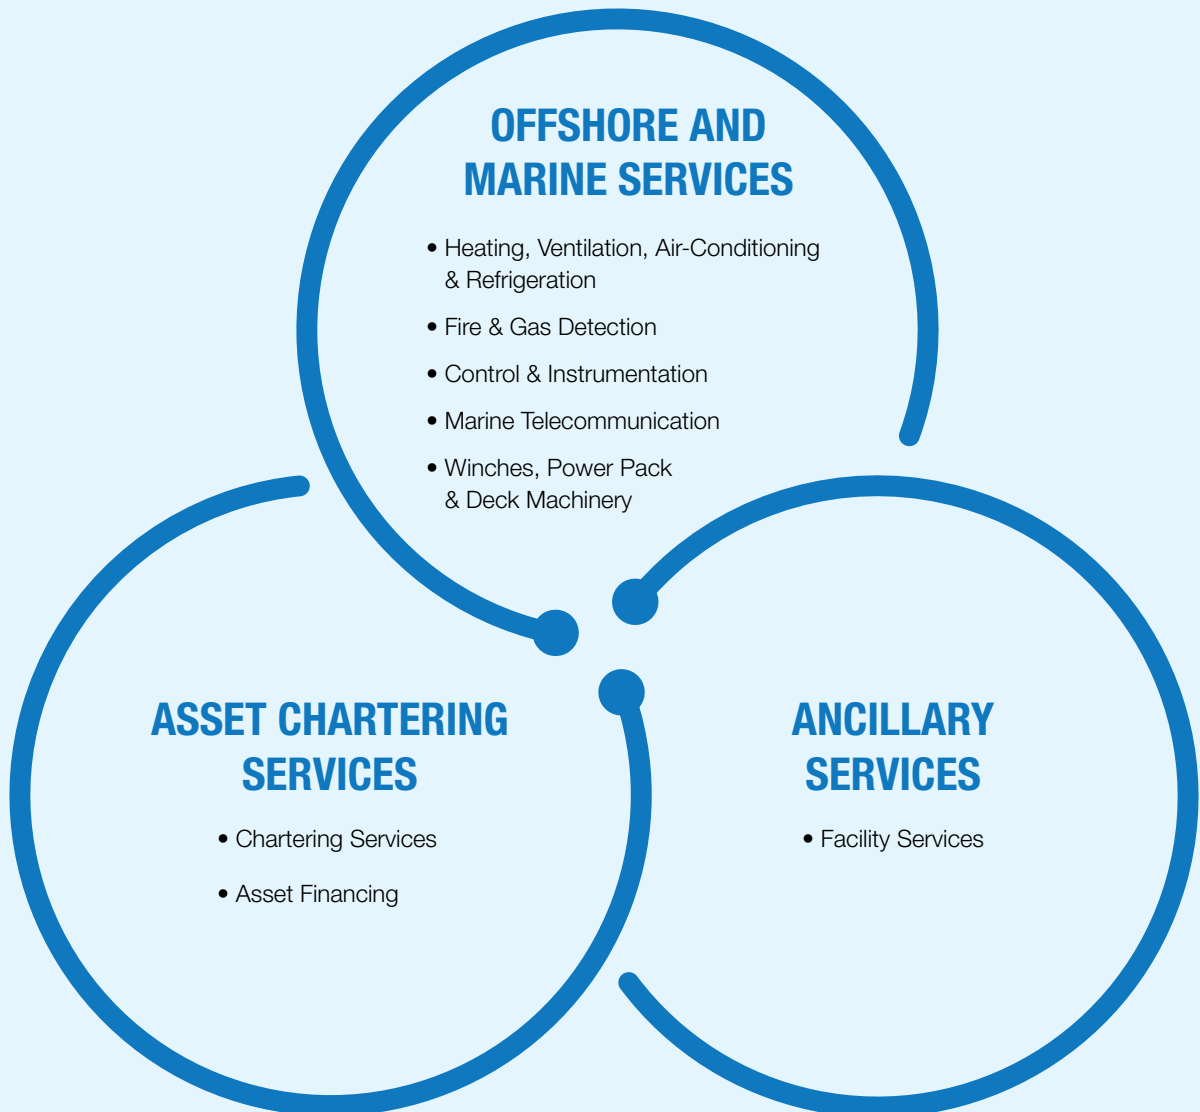 OFFSHORE AND
MARINE SERVICES
• Heating, Ventilation, Air-Conditioning
& Refrigeration
• Fire & Gas Detection
• Control & Instrumentation
• Marine Telecommunication
• Winches, Power Pack
& Deck Machinery
ASSET CHARTERING
SERVICES
• Chartering Services
• Asset Financing
ANCILLARY
SERVICES
• Facility Services